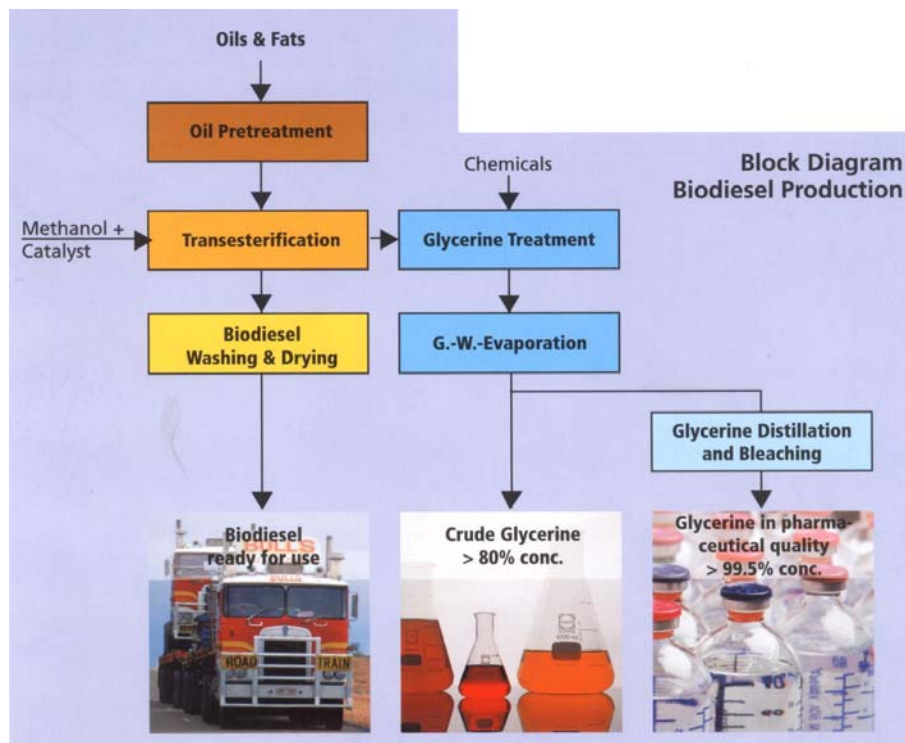 Oils & Fats
Oil Pretreatment
Chemicals
Block Diagram
Biodiesel Production
Methanol +
Catalyst
Transesterification
Glycerine Treatment
Biodiesel
Washing & Drying
G.-W.-Evaporation
Glycerine Distillation
and Bleaching
Biodiesel
ready for use
BULL'S
ROAD TRAIN
Crude Glycerine
> 80% conc.
Glycerine in pharma-
ceutical quality
> 99.5% conc.